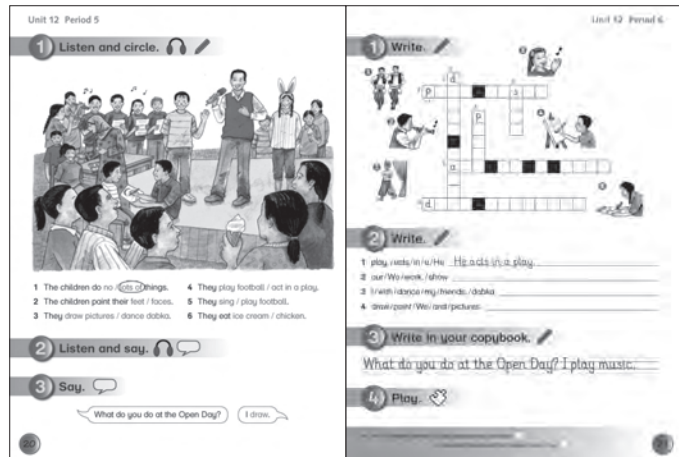 Unit 12 Period 5
1 Listen and circle.
1 The children do no / lots of things.
2 The children paint their feet / faces.
3 They draw pictures / dance dabka.
4 They play football / act in a play.
5 They sing / play football.
6 They eat ice cream / chicken.
2 Listen and say.
3 Say.
What do you do at the Open Day?
I draw.
20
Unit 12 Period 6
1 Write.
d
p
s
p
a
d
2 Write.
1 play / acts / in / a / He He acts in a play.
2 our / We / work / show
3 I / with / dance / my / friends / dabka
4 draw / paint / We / and / pictures
3 Write in your copybook.
What do you do at the Open Day? I play music.
4 Play.
21